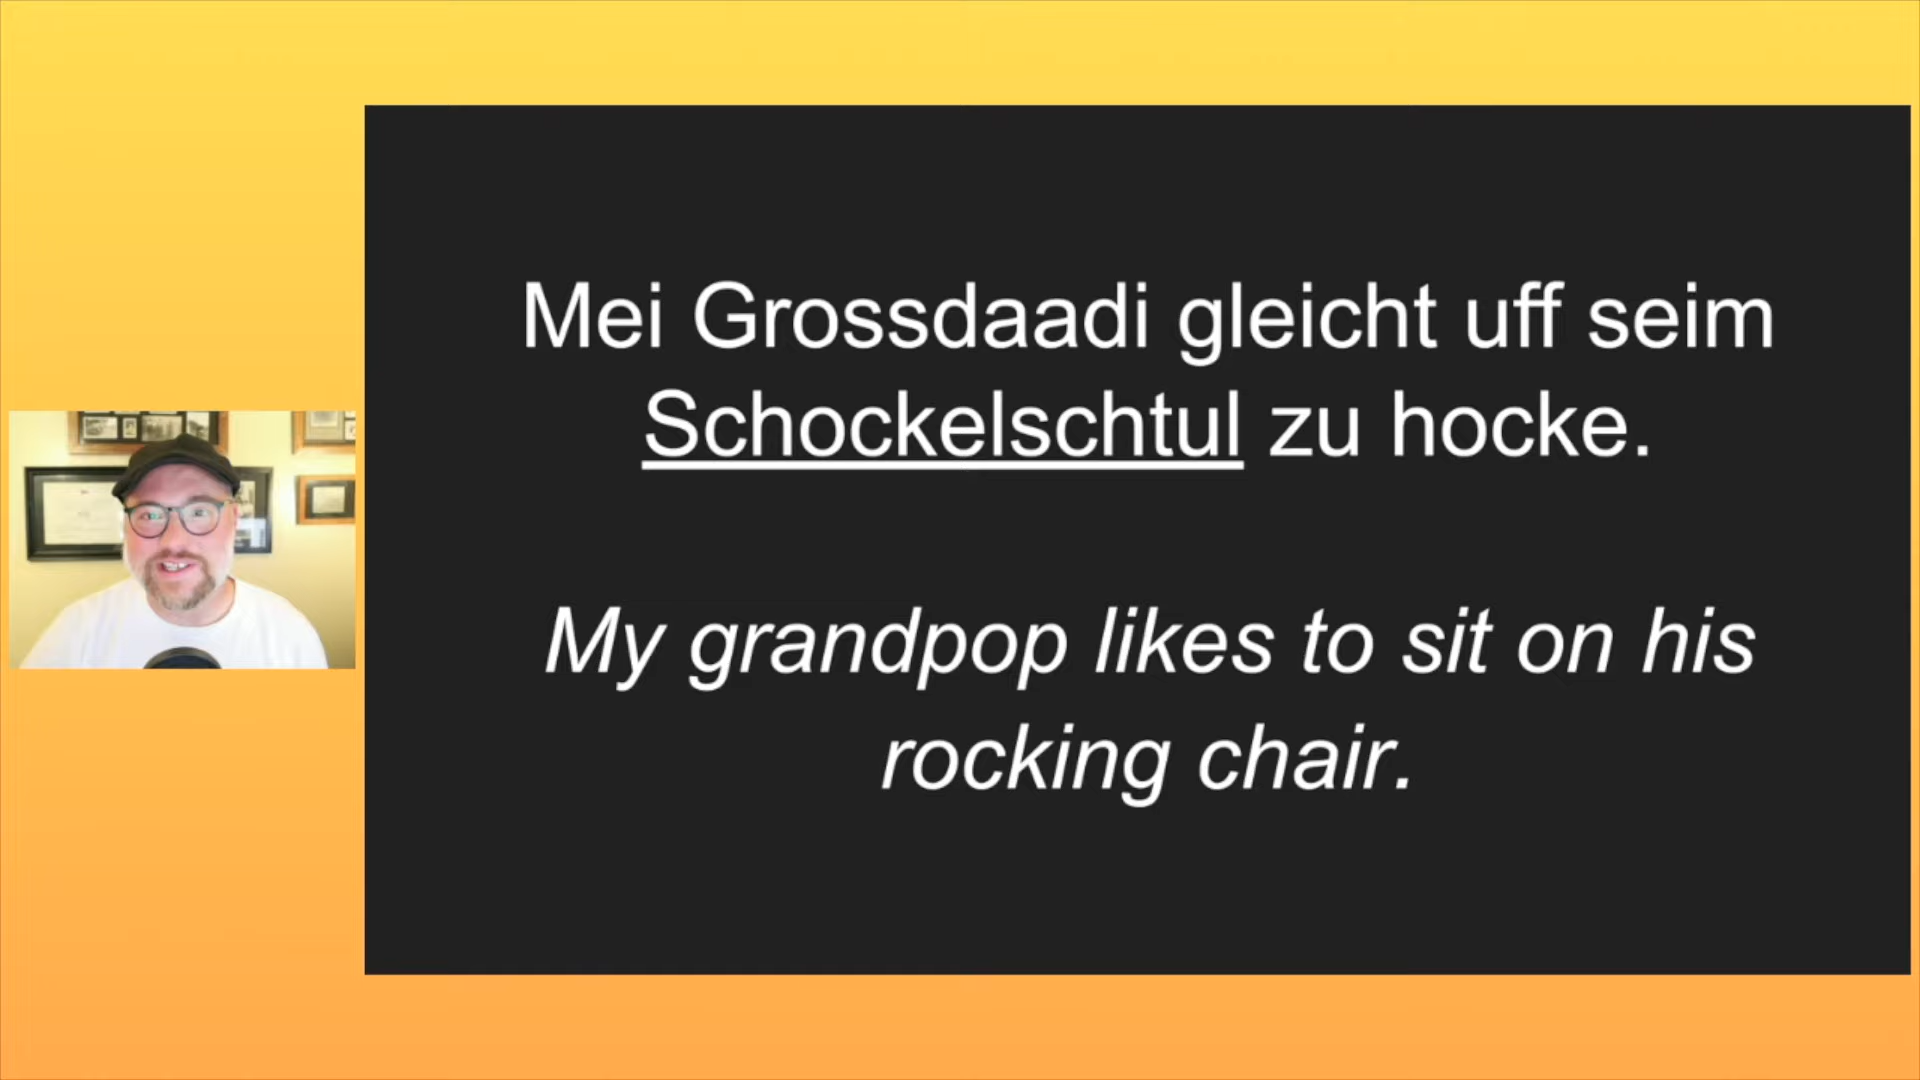 Mei Grossdaadi gleicht uff seim
Schockelschtul zu hocke.
My grandpop likes to sit on his
rocking chair.